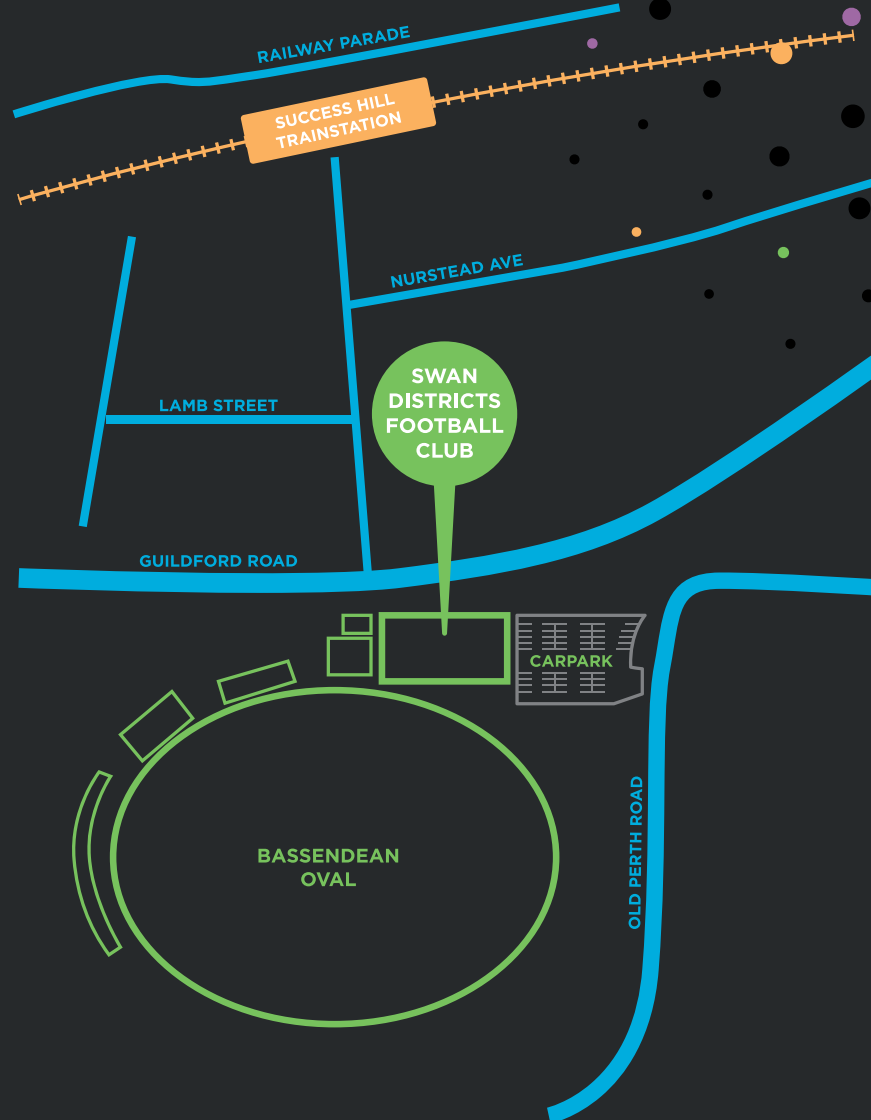 RAILWAY PARADE
SUCCESS HILL
TRAINSTATION
NURSTEAD AVE
SWAN
DISTRICTS
FOOTBALL
CLUB
LAMB STREET
GUILDFORD ROAD
CARPARK
OLD PERTH ROAD
BASSENDEAN
OVAL